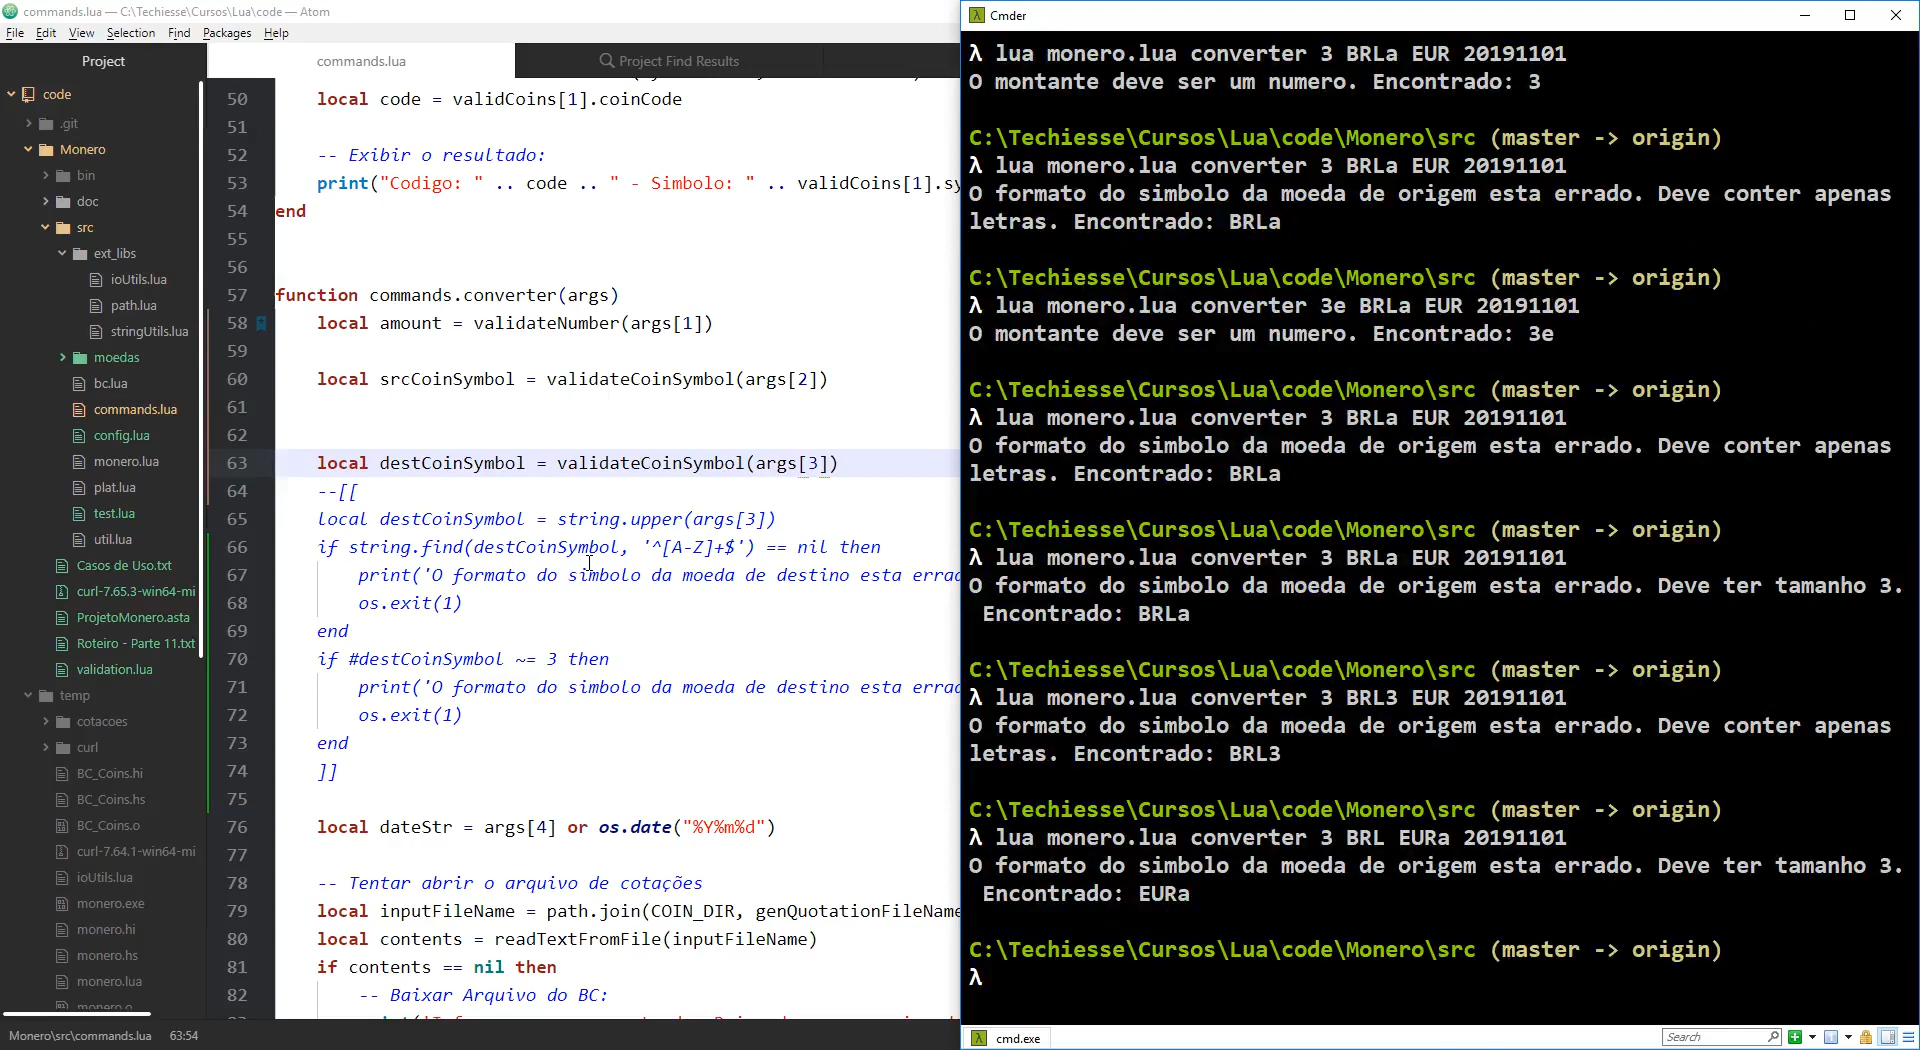 commands.lua — C:\Techiesse\Cursos\Lua\code — Atom
File Edit View Selection Find Packages Help
Project
code
.git
Monero
bin
doc
src
ext_libs
ioUtils.lua
path.lua
stringUtils.lua
moedas
bc.lua
commands.lua
config.lua
monero.lua
plat.lua
test.lua
util.lua
Casos de Uso.txt
curl-7.65.3-win64-mi
ProjetoMonero.asta
Roteiro - Parte 11.txt
validation.lua
temp
cotacoes
curl
BC_Coins.hi
BC_Coins.hs
BC_Coins.o
curl-7.64.1-win64-mi
ioUtils.lua
monero.exe
monero.hi
monero.hs
monero.lua
monero.o
commands.lua
Project Find Results
50 local code = validCoins[1].coinCode
51
52 -- Exibir o resultado:
53 print("Codigo: " .. code .. " - Simbolo: " .. validCoins[1].sy
54 end
55
56
57 function commands.converter(args)
58 local amount = validateNumber(args[1])
59
60 local srcCoinSymbol = validateCoinSymbol(args[2])
61
62
63 local destCoinSymbol = validateCoinSymbol(args[3])
64 --[[
65 local destCoinSymbol = string.upper(args[3])
66 if string.find(destCoinSymbol, '^[A-Z]+$') == nil then
67 print('O formato do simbolo da moeda de destino esta errad
68 os.exit(1)
69 end
70 if #destCoinSymbol ~= 3 then
71 print('O formato do simbolo da moeda de destino esta errad
72 os.exit(1)
73 end
74 ]]
75
76 local dateStr = args[4] or os.date("%Y%m%d")
77
78 -- Tentar abrir o arquivo de cotações
79 local inputFileName = path.join(COIN_DIR, genQuotationFileName
80 local contents = readTextFromFile(inputFileName)
81 if contents == nil then
82 -- Baixar Arquivo do BC:
Monero\src\commands.lua 63:54
λ Cmder
λ lua monero.lua converter 3 BRLa EUR 20191101
O montante deve ser um numero. Encontrado: 3
C:\Techiesse\Cursos\Lua\code\Monero\src (master -> origin)
λ lua monero.lua converter 3 BRLa EUR 20191101
O formato do simbolo da moeda de origem esta errado. Deve conter apenas
letras. Encontrado: BRLa
C:\Techiesse\Cursos\Lua\code\Monero\src (master -> origin)
λ lua monero.lua converter 3e BRLa EUR 20191101
O montante deve ser um numero. Encontrado: 3e
C:\Techiesse\Cursos\Lua\code\Monero\src (master -> origin)
λ lua monero.lua converter 3 BRLa EUR 20191101
O formato do simbolo da moeda de origem esta errado. Deve conter apenas
letras. Encontrado: BRLa
C:\Techiesse\Cursos\Lua\code\Monero\src (master -> origin)
λ lua monero.lua converter 3 BRLa EUR 20191101
O formato do simbolo da moeda de origem esta errado. Deve ter tamanho 3.
Encontrado: BRLa
C:\Techiesse\Cursos\Lua\code\Monero\src (master -> origin)
λ lua monero.lua converter 3 BRL3 EUR 20191101
O formato do simbolo da moeda de origem esta errado. Deve conter apenas
letras. Encontrado: BRL3
C:\Techiesse\Cursos\Lua\code\Monero\src (master -> origin)
λ lua monero.lua converter 3 BRL EURa 20191101
O formato do simbolo da moeda de origem esta errado. Deve ter tamanho 3.
Encontrado: EURa
C:\Techiesse\Cursos\Lua\code\Monero\src (master -> origin)
λ
λ cmd.exe
Search